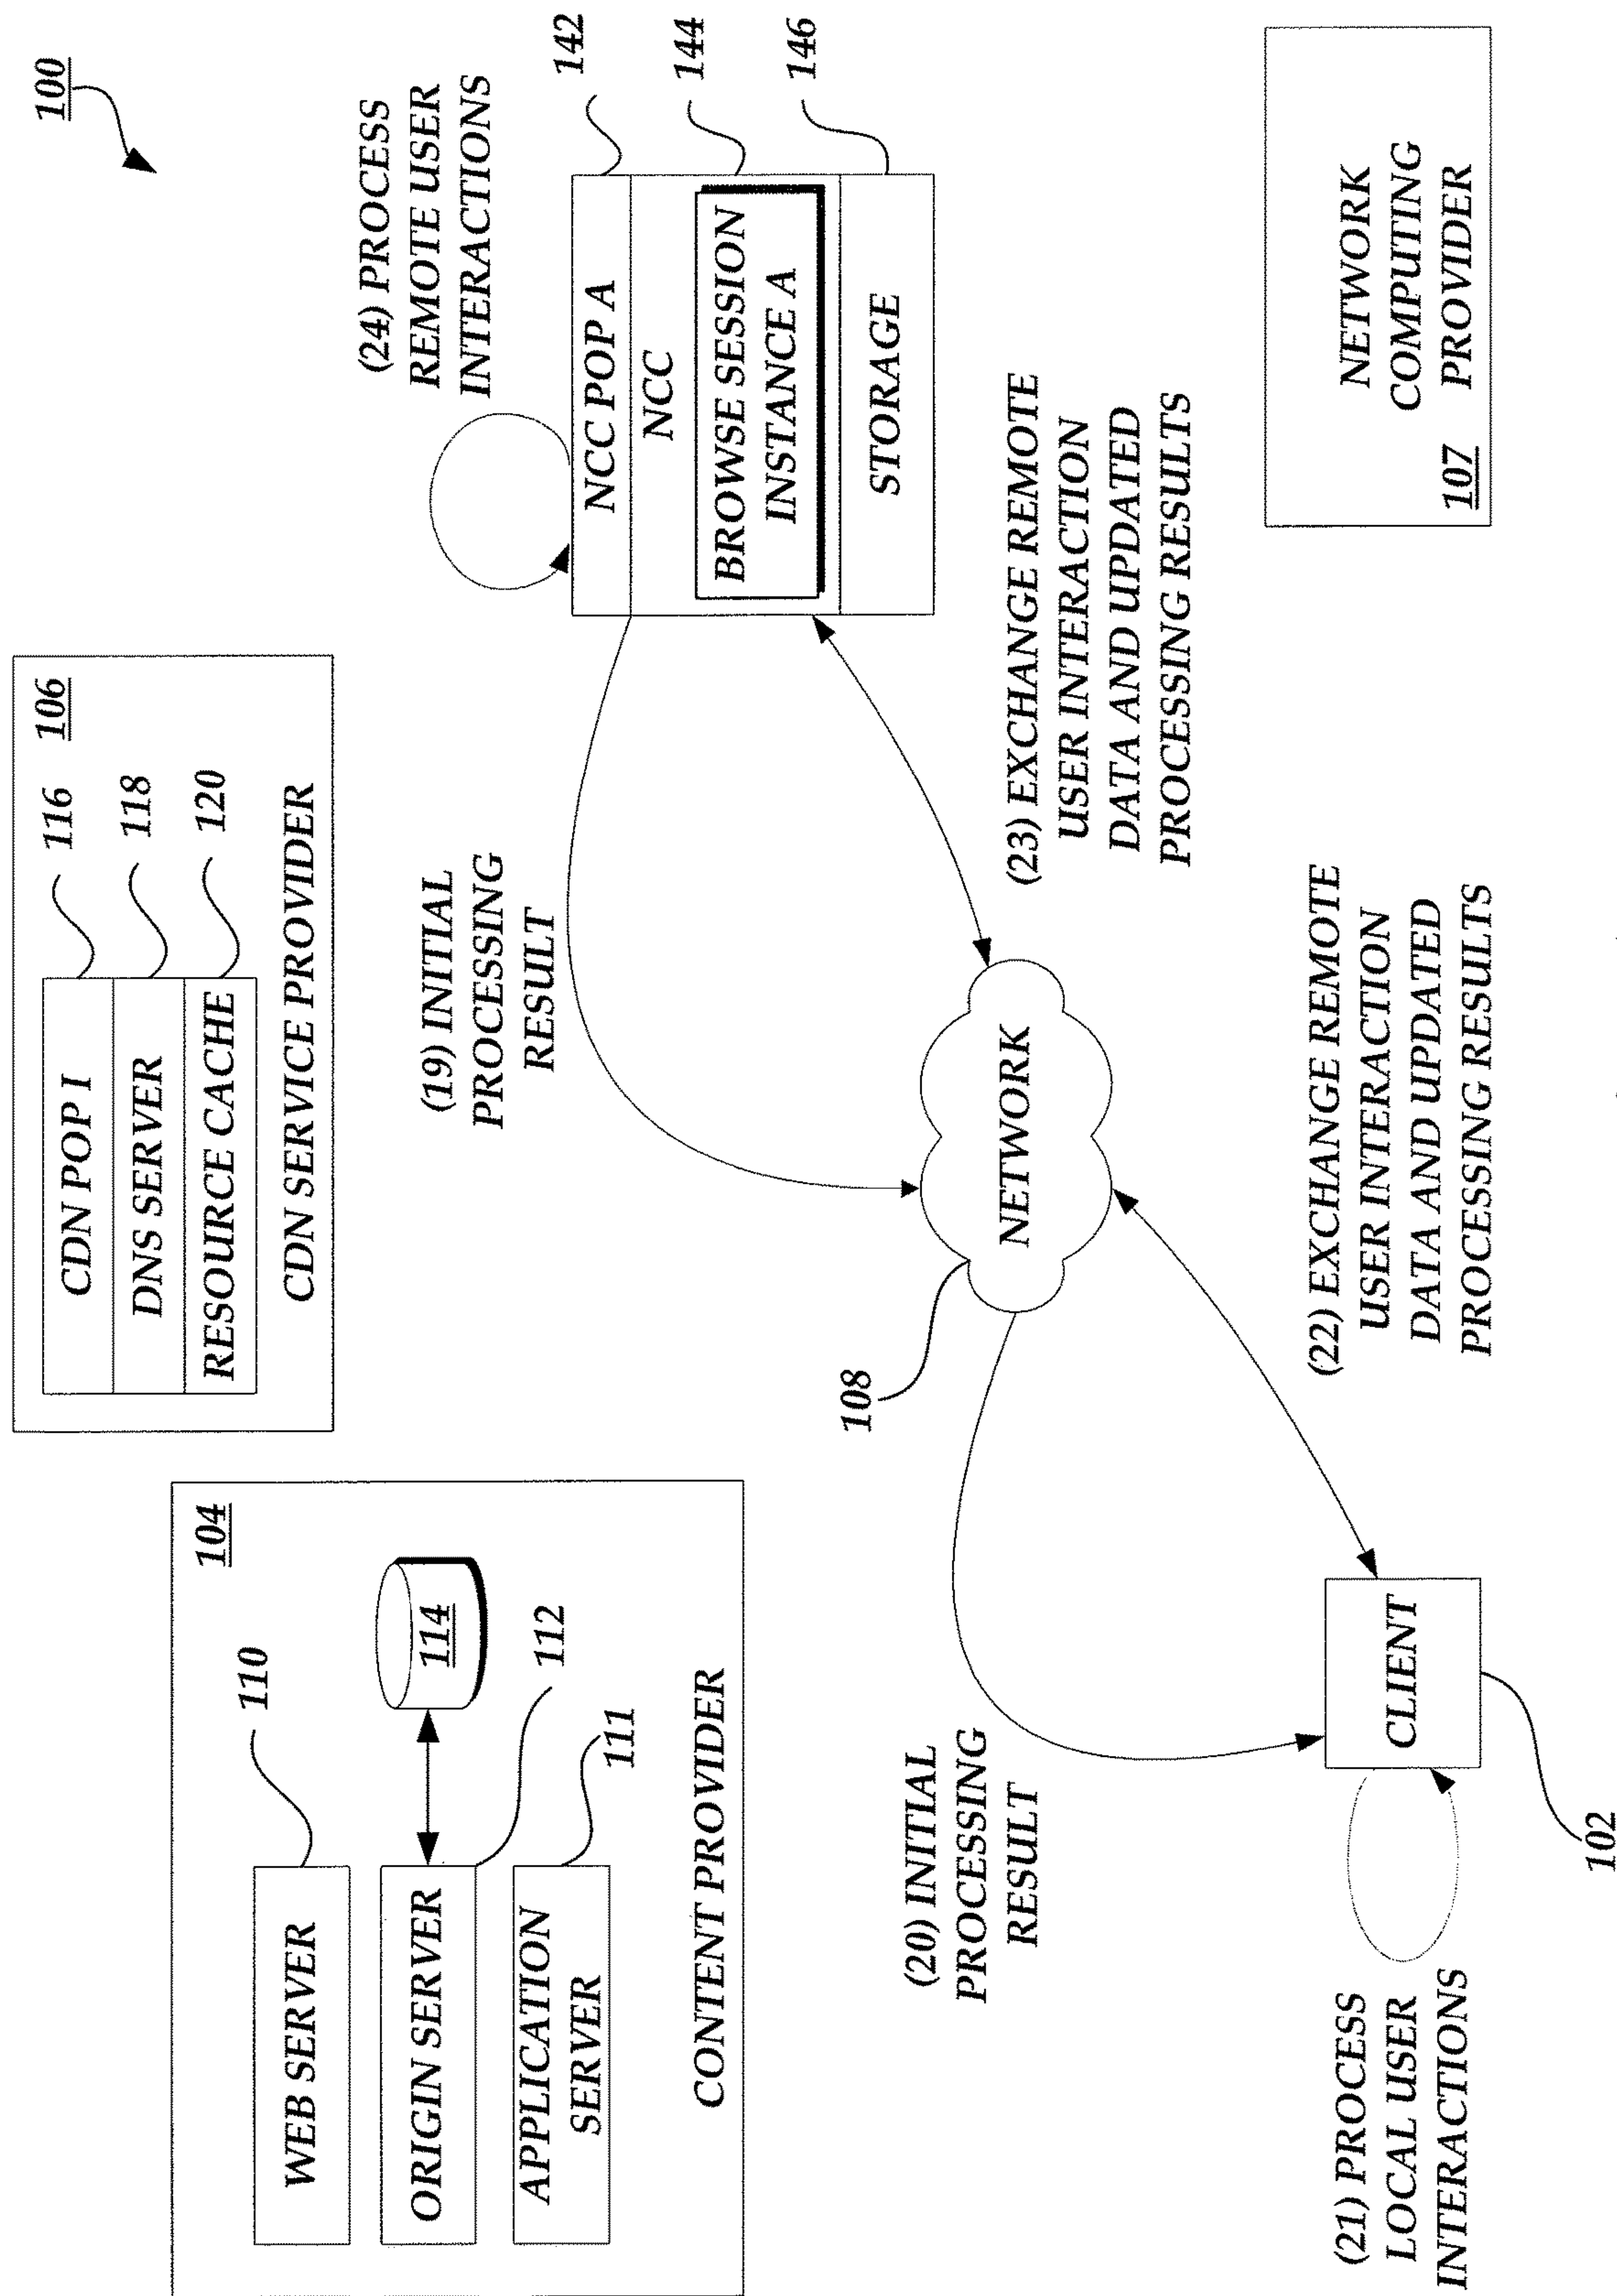 100
104
110
WEB SERVER
ORIGIN SERVER
114
112
APPLICATION
SERVER
111
CONTENT PROVIDER
106
CDN POP I
116
DNS SERVER
118
RESOURCE CACHE
120
CDN SERVICE PROVIDER
(24) PROCESS
REMOTE USER
INTERACTIONS
NCC POP A
142
NCC
144
BROWSE SESSION
INSTANCE A
STORAGE
146
(19) INITIAL
PROCESSING
RESULT
108
NETWORK
(23) EXCHANGE REMOTE
USER INTERACTION
DATA AND UPDATED
PROCESSING RESULTS
(20) INITIAL
PROCESSING
RESULT
(22) EXCHANGE REMOTE
USER INTERACTION
DATA AND UPDATED
PROCESSING RESULTS
CLIENT
102
(21) PROCESS
LOCAL USER
INTERACTIONS
NETWORK
COMPUTING
PROVIDER
107